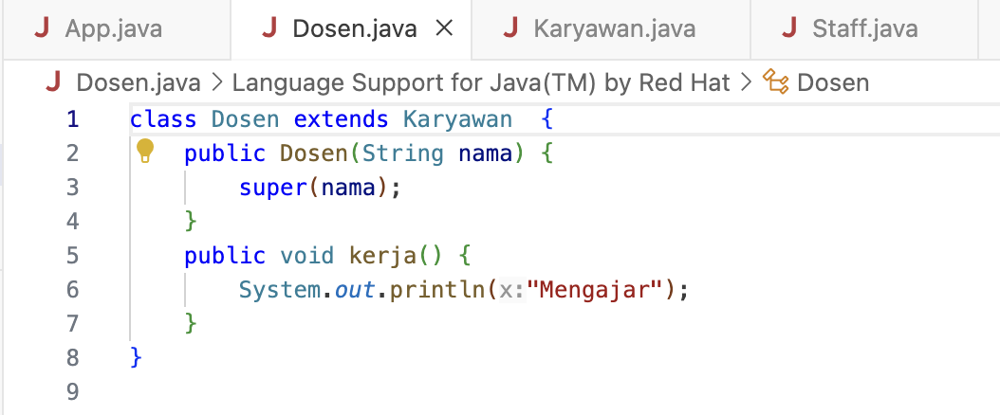 J App.java J Dosen.java × J Karyawan.java J Staff.java
J Dosen.java > Language Support for Java(TM) by Red Hat > Dosen
1 class Dosen extends Karyawan  {
2     public Dosen(String nama) {
3         super(nama);
4     }
5     public void kerja() {
6         System.out.println(x:"Mengajar");
7     }
8 }
9